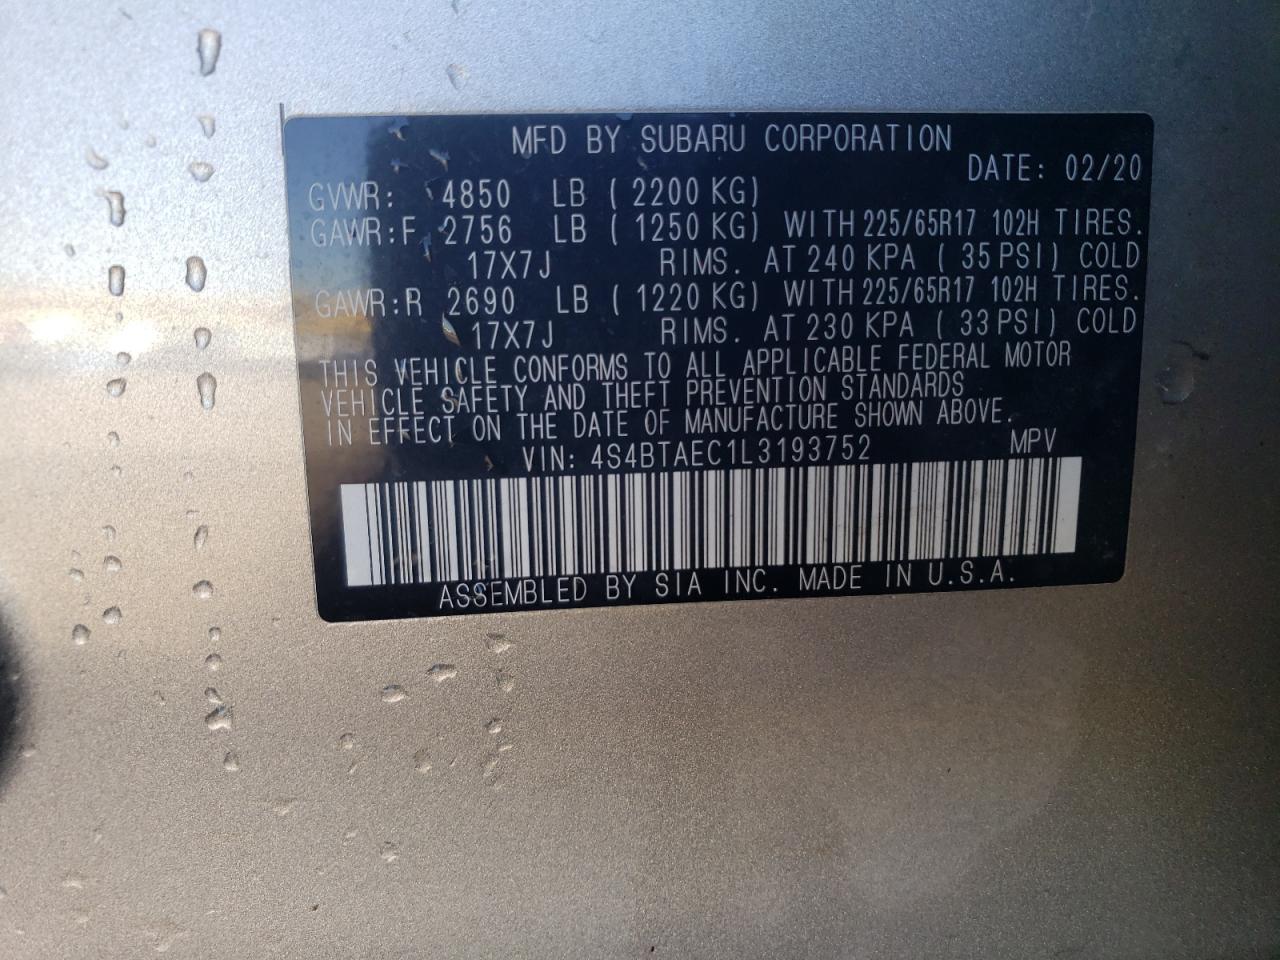 MFD BY SUBARU CORPORATION
DATE: 02/20
GVWR: 4850 LB ( 2200 KG)
GAWR:F 2756 LB ( 1250 KG) WITH 225/65R17 102H TIRES.
17X7J RIMS. AT 240 KPA ( 35 PSI) COLD
GAWR:R 2690 LB ( 1220 KG) WITH 225/65R17 102H TIRES.
17X7J RIMS. AT 230 KPA ( 33 PSI) COLD
THIS VEHICLE CONFORMS TO ALL APPLICABLE FEDERAL MOTOR
VEHICLE SAFETY AND THEFT PREVENTION STANDARDS
IN EFFECT ON THE DATE OF MANUFACTURE SHOWN ABOVE.
VIN: 4S4BTAEC1L3193752 MPV
ASSEMBLED BY SIA INC. MADE IN U.S.A.